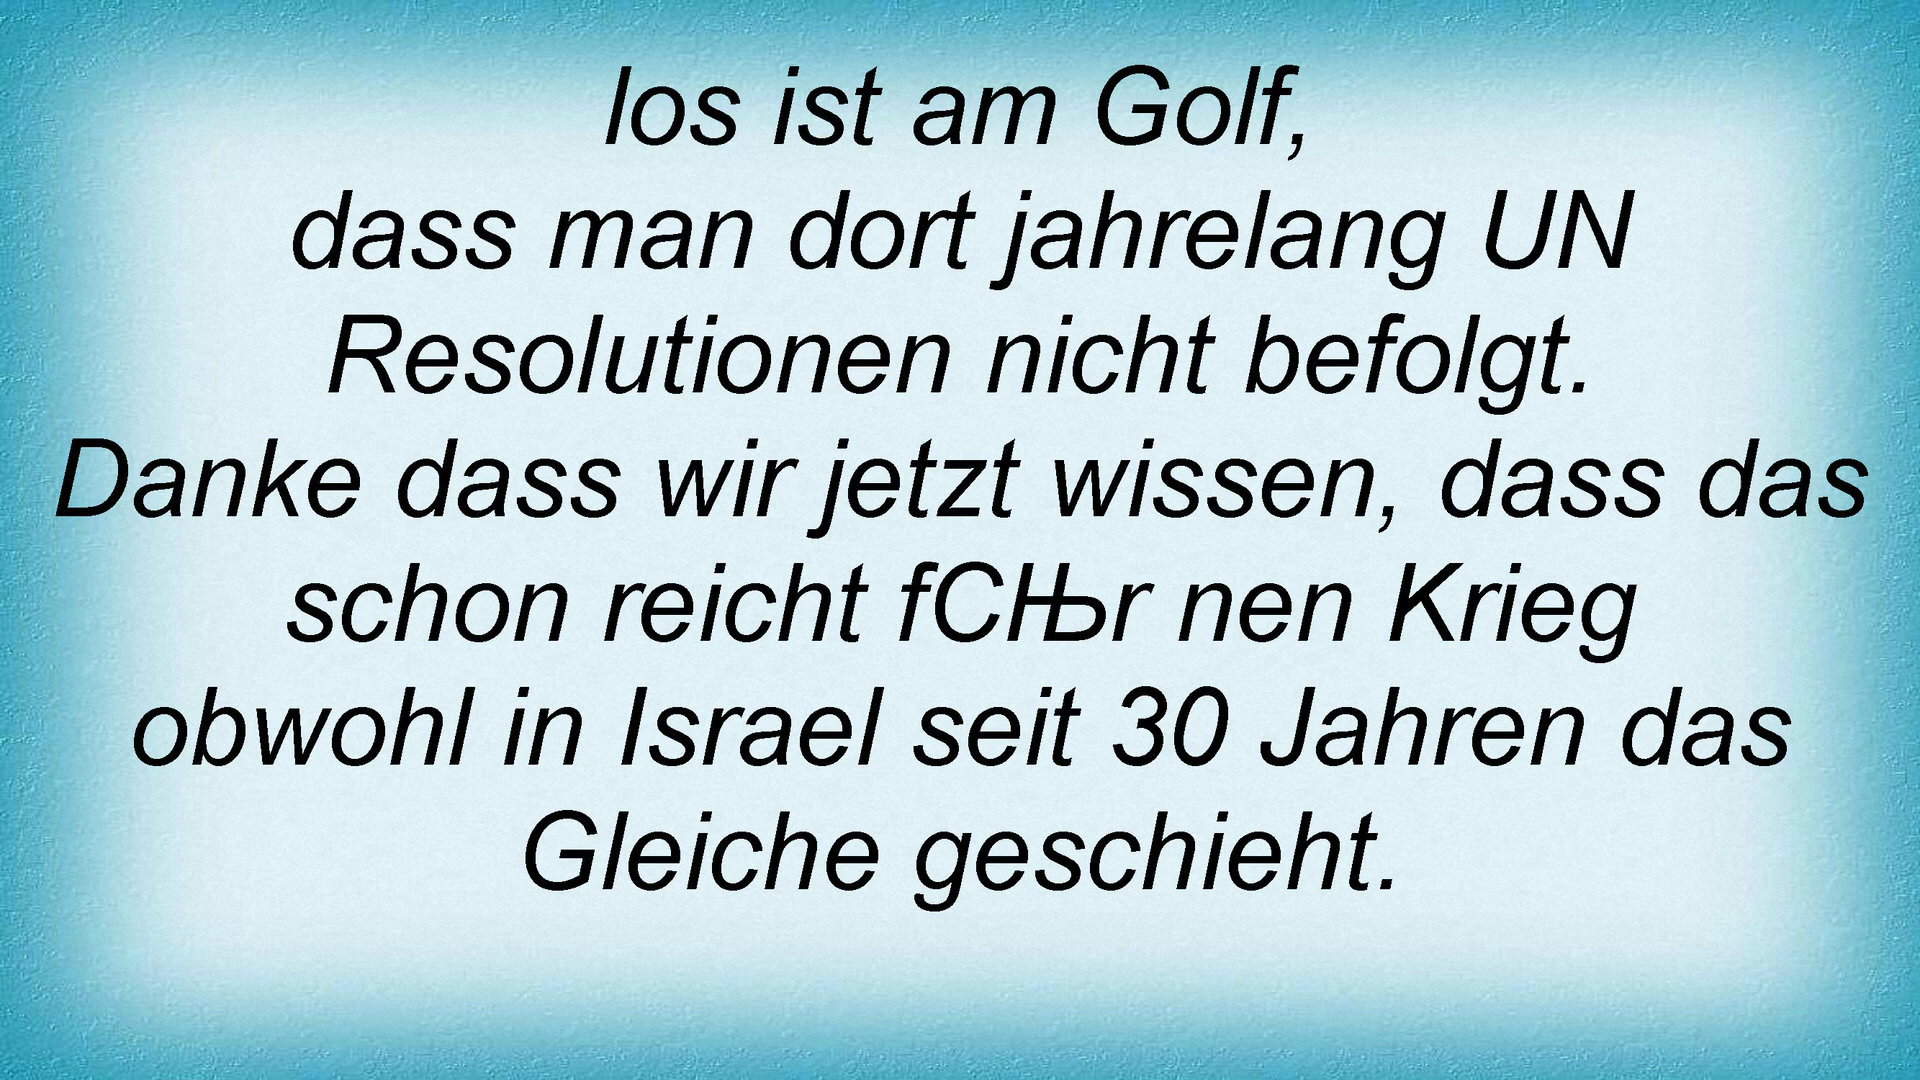 los ist am Golf,
dass man dort jahrelang UN
Resolutionen nicht befolgt.
Danke dass wir jetzt wissen, dass das
schon reicht fCЊr nen Krieg
obwohl in Israel seit 30 Jahren das
Gleiche geschieht.